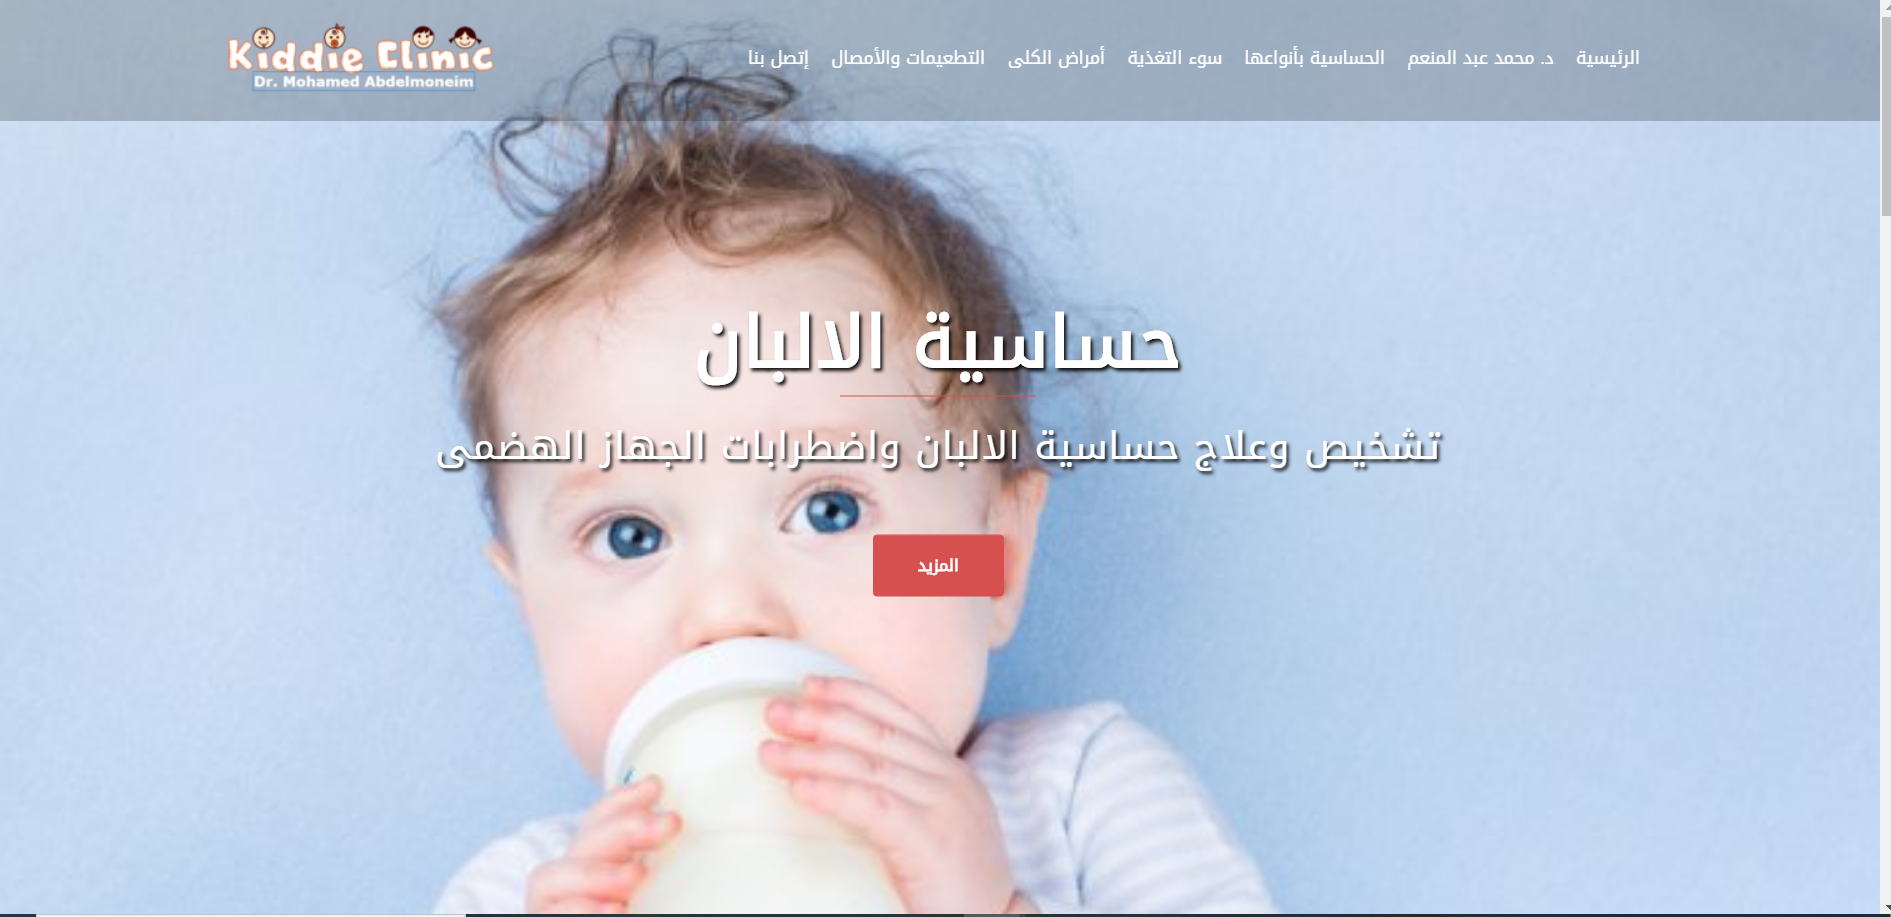 Kiddie Clinic
Dr. Mohamed Abdelmoneim
الرئيسية د. محمد عبد المنعم الحساسية بأنواعها سوء التغذية أمراض الكلى التطعيمات والأمصال إتصل بنا
حساسية الالبان
تشخيص وعلاج حساسية الالبان واضطرابات الجهاز الهضمى
المزيد